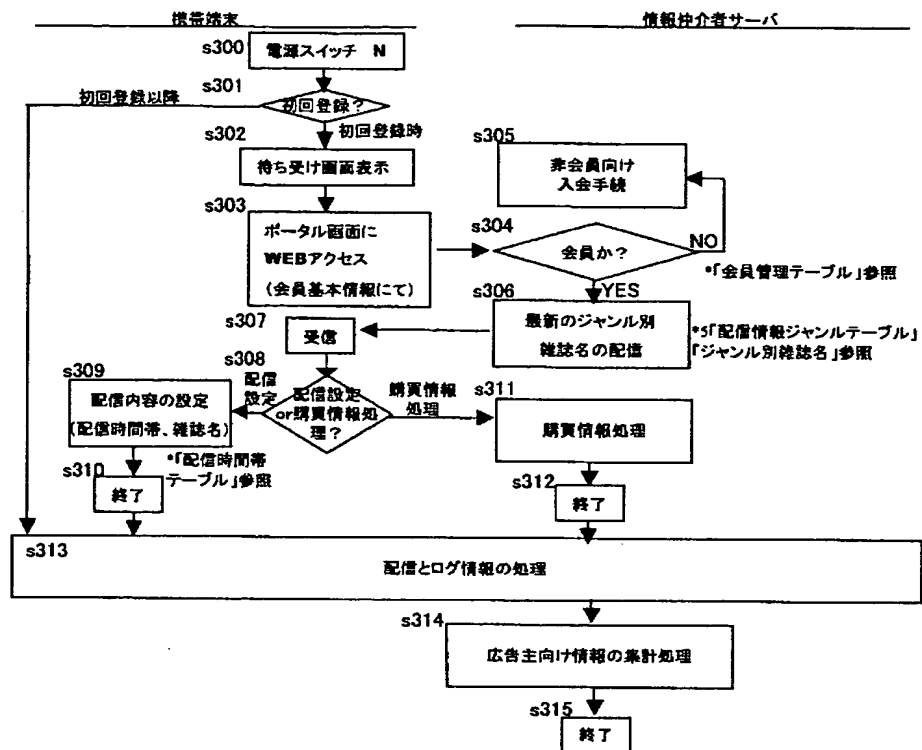 携帯端末
情報仲介者サーバ
s300
電源スイッチ N
s301
初回登録以降
初回登録?
初回登録時
s302
待ち受け画面表示
s303
ポータル画面に
WEBアクセス
(会員基本情報にて)
s304
会員か?
NO
YES
s305
非会員向け
入会手続
*「会員管理テーブル」参照
s306
最新のジャンル別
雑誌名の配信
*5「配信情報ジャンルテーブル」
「ジャンル別雑誌名」参照
s307
受信
s308
配信
設定
配信設定
or購買情報処
理?
購買情報
処理
s309
配信内容の設定
(配信時間帯、雑誌名)
*「配信時間帯
テーブル」参照
s310
終了
s311
購買情報処理
s312
終了
s313
配信とログ情報の処理
s314
広告主向け情報の集計処理
s315
終了